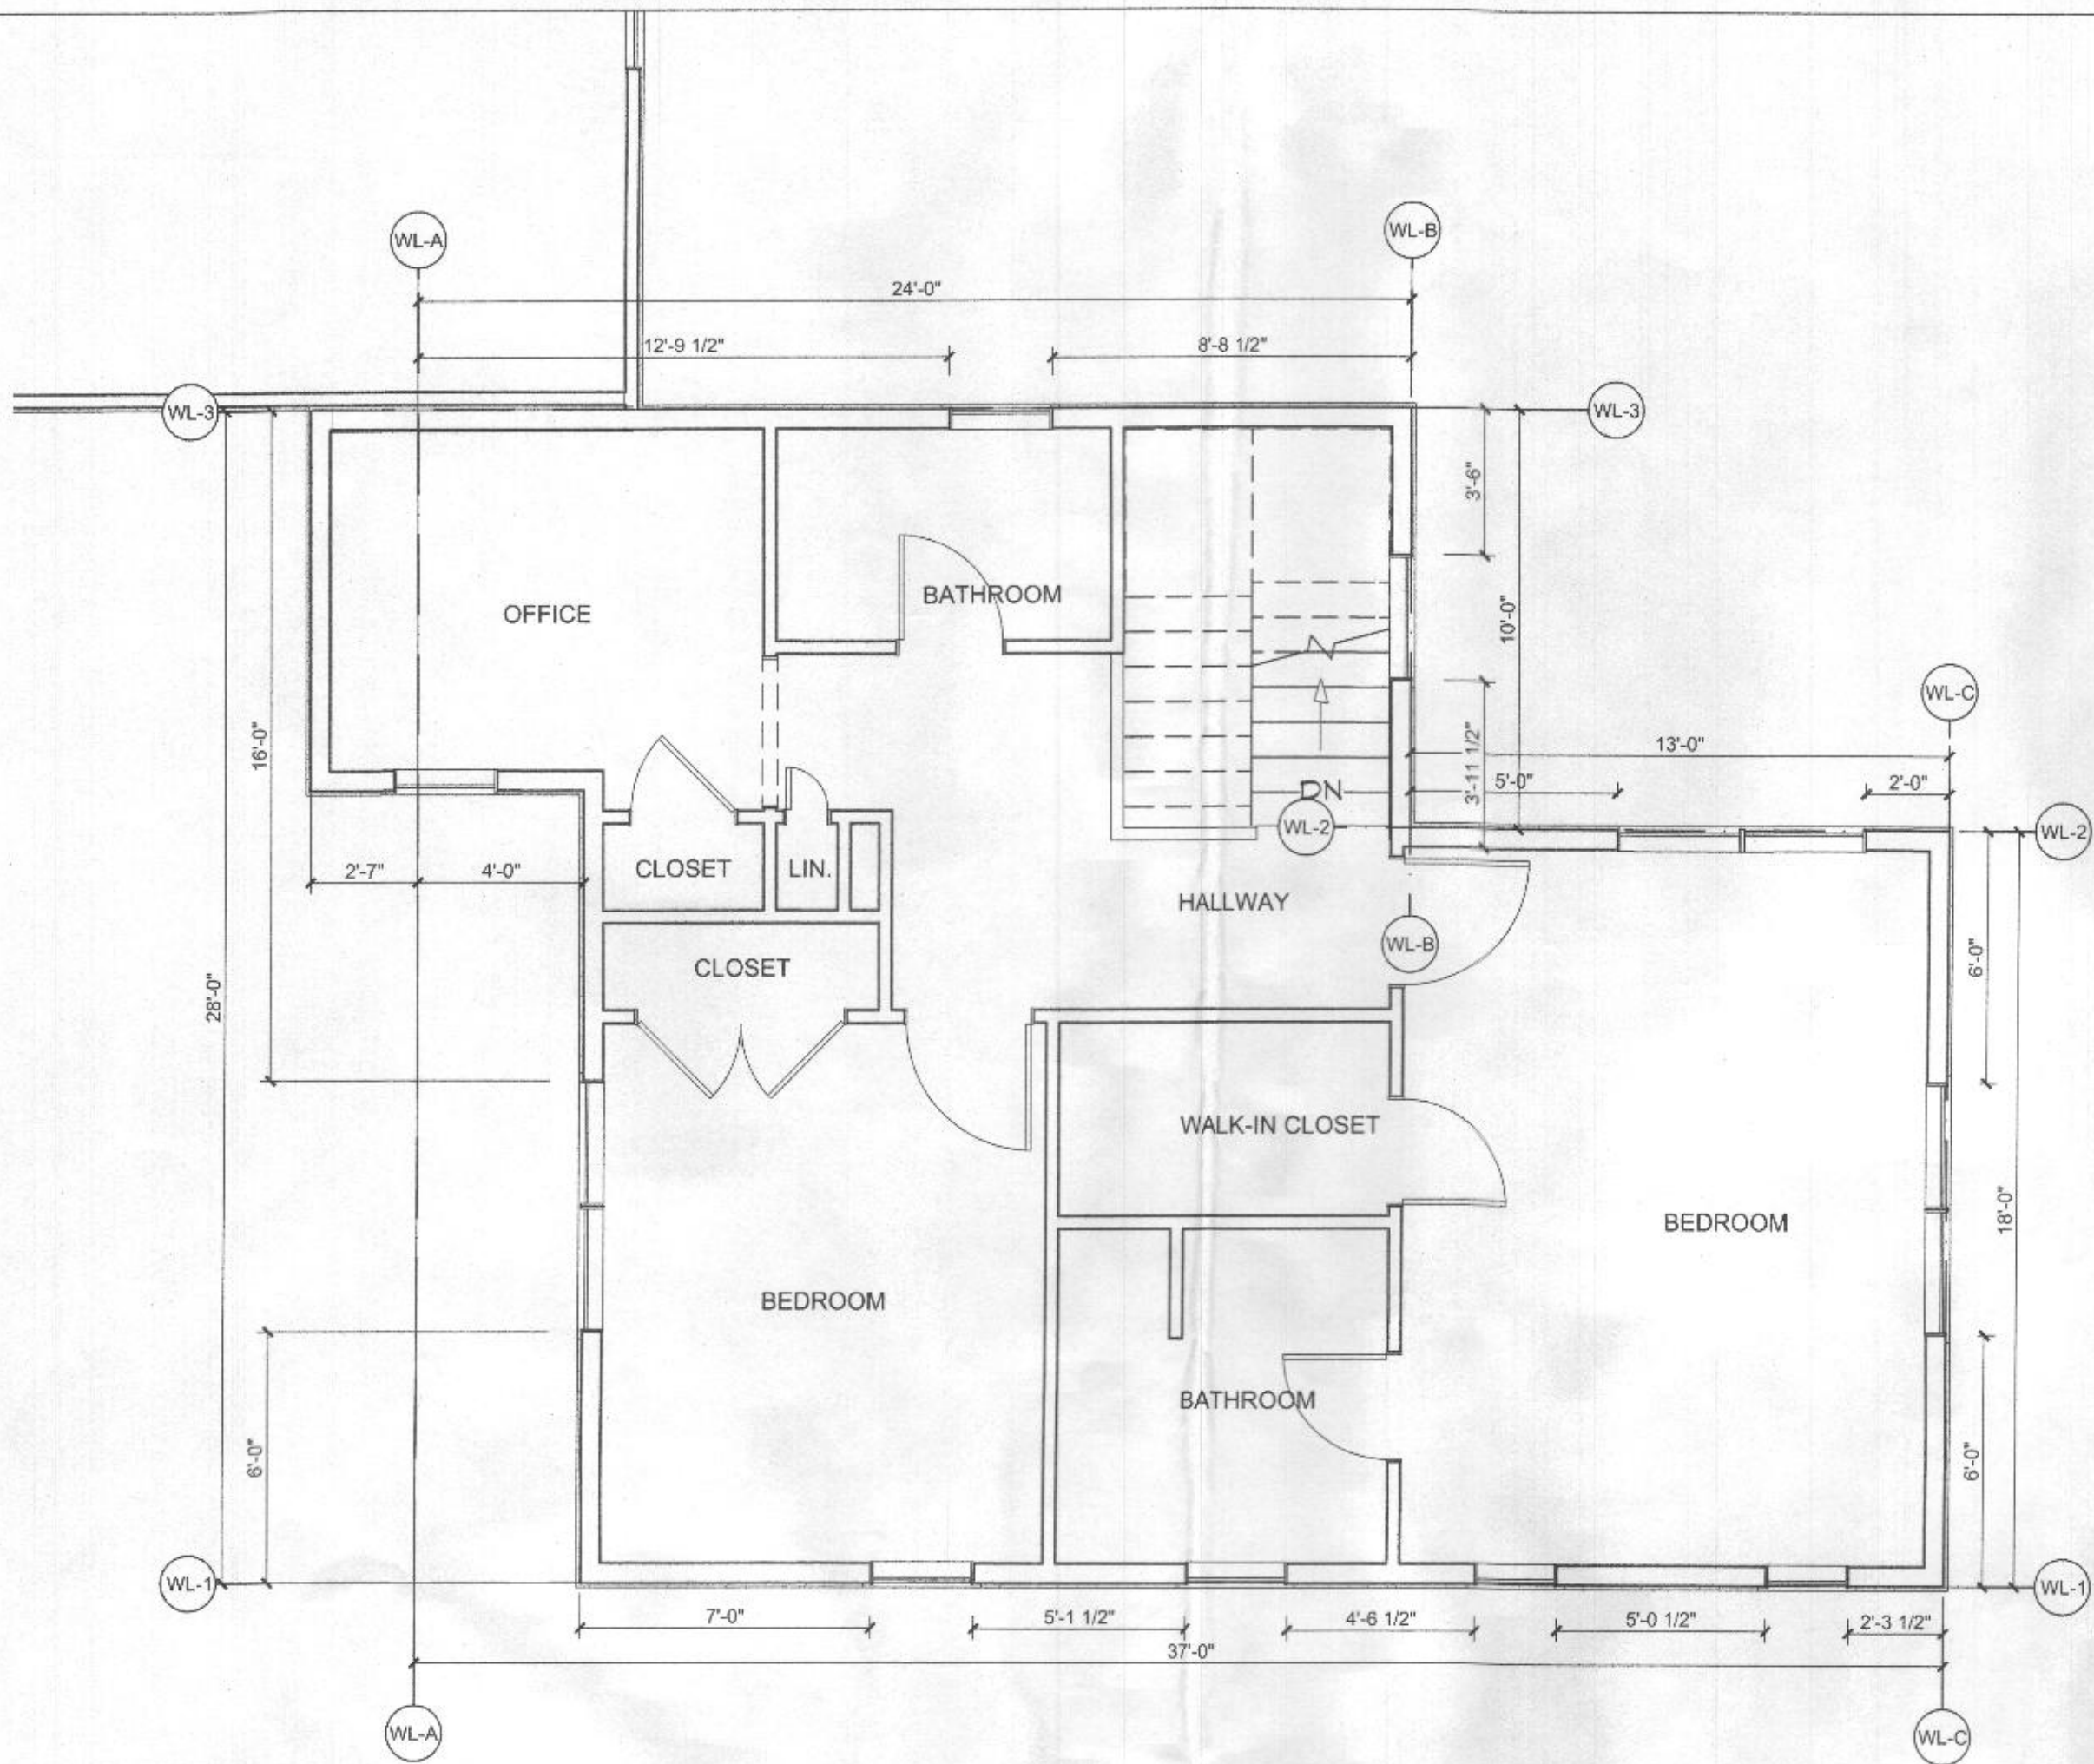 WL-A
WL-B
24'-0"
12'-9 1/2"
8'-8 1/2"
WL-3
WL-3
3'-6"
OFFICE
BATHROOM
10'-0"
WL-C
16'-0"
3'-11 1/2"
13'-0"
5'-0"
2'-0"
DN
WL-2
WL-2
2'-7"
4'-0"
CLOSET
LIN.
HALLWAY
WL-B
CLOSET
6'-0"
28'-0"
WALK-IN CLOSET
BEDROOM
18'-0"
BEDROOM
BATHROOM
6'-0"
6'-0"
WL-1
WL-1
7'-0"
5'-1 1/2"
4'-6 1/2"
5'-0 1/2"
2'-3 1/2"
37'-0"
WL-A
WL-C